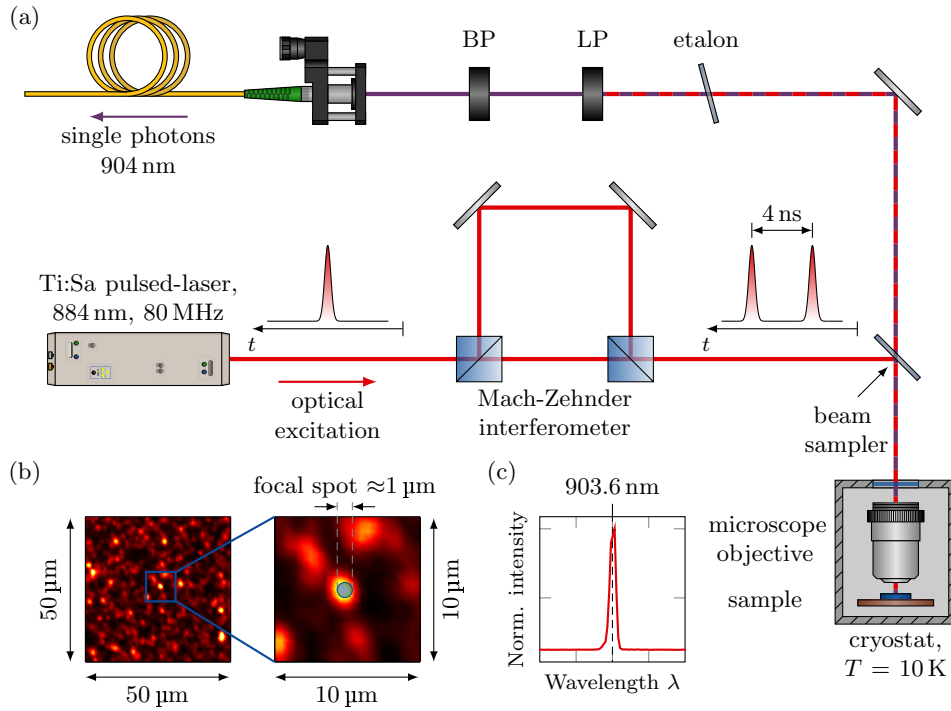 (a)
BP
LP
etalon
single photons
904 nm
4 ns
Ti:Sa pulsed-laser,
884 nm, 80 MHz
t
t
optical
excitation
Mach-Zehnder
interferometer
beam
sampler
(b)
focal spot ≈1 µm
50 µm
50 µm
10 µm
10 µm
(c)
903.6 nm
Norm. intensity
Wavelength λ
microscope
objective
sample
cryostat,
T = 10 K